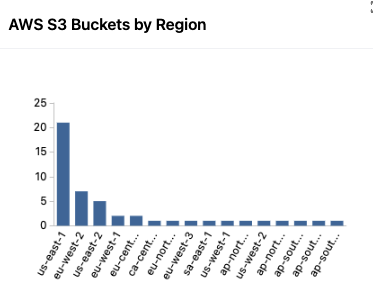 AWS S3 Buckets by Region
25
20
15
10
5
0
us-east-1
eu-west-2
us-east-2
eu-west-1
eu-cent...
ca-cent...
eu-nort...
eu-west-3
sa-east-1
us-west-1
ap-nort...
us-west-2
ap-nort...
ap-sout...
ap-sout...
ap-sout...